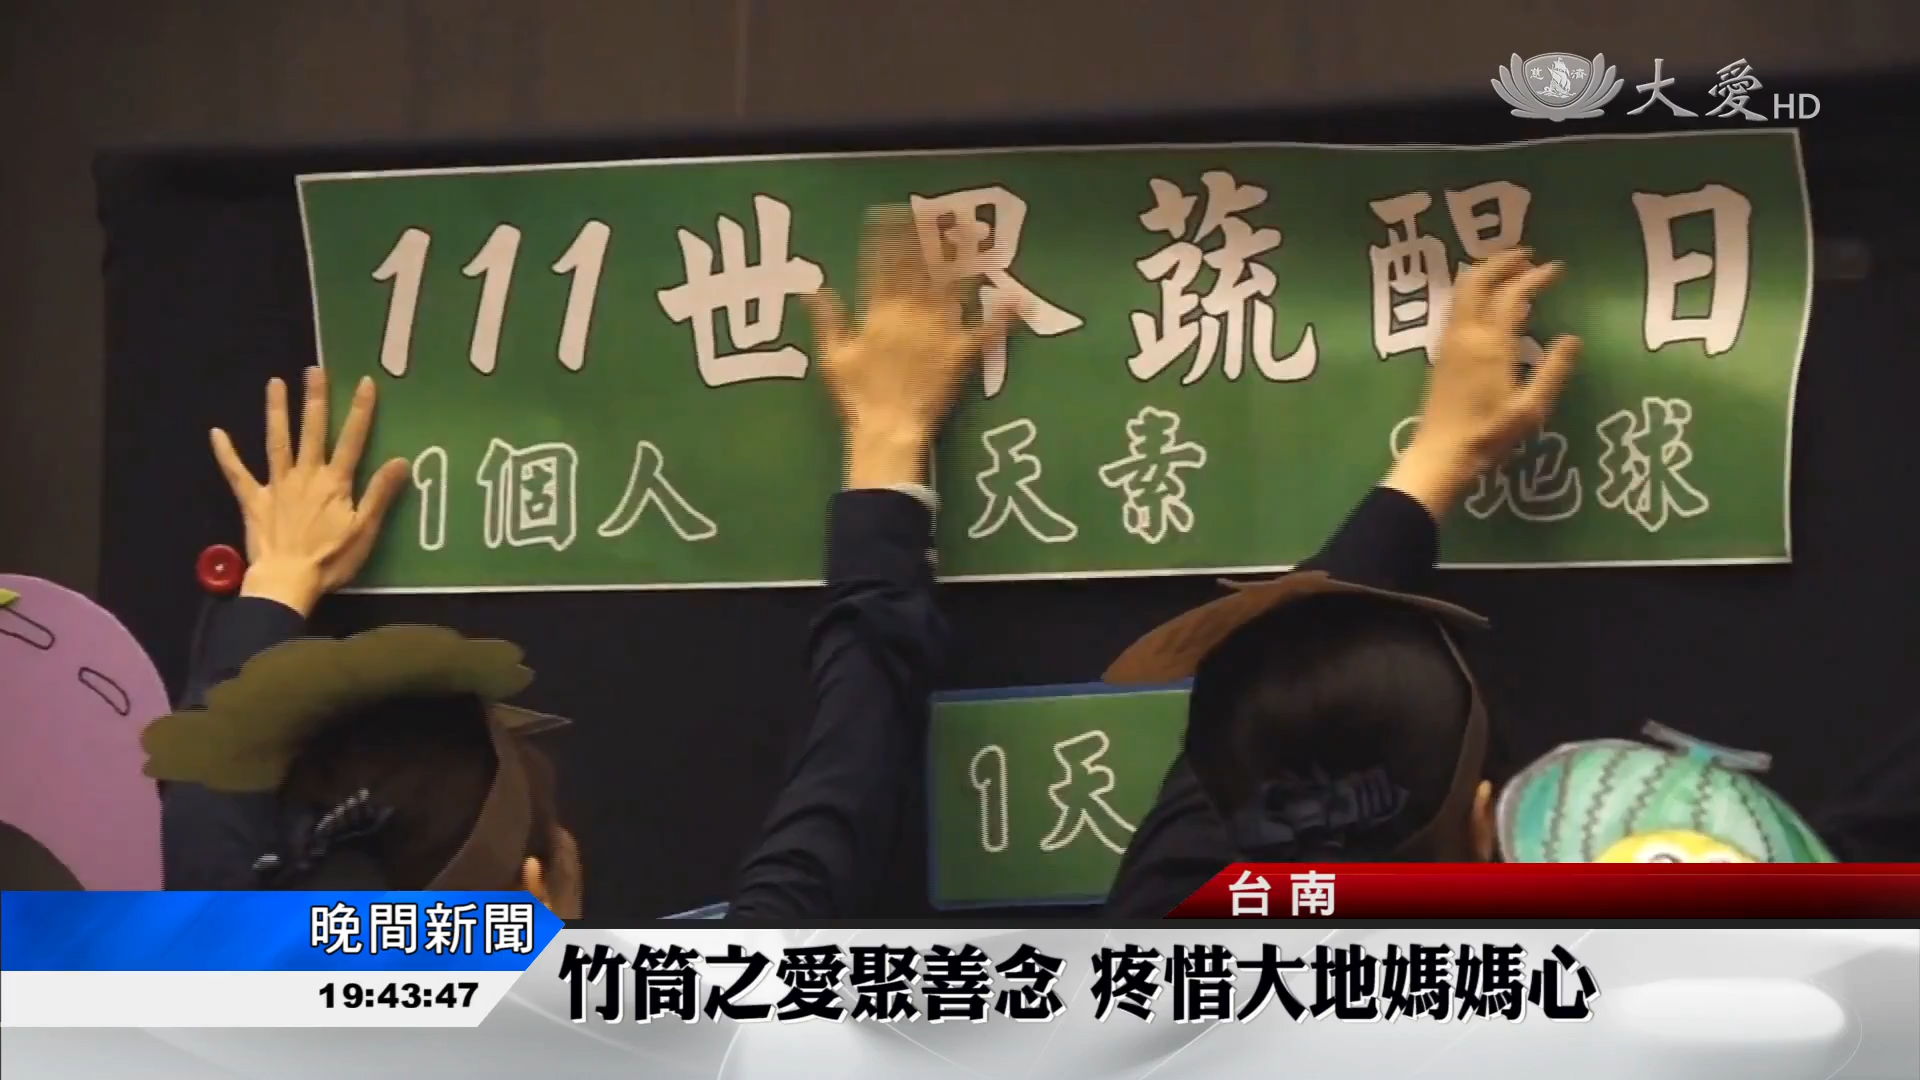 慈濟
大愛HD
111世界蔬醒日
1個人 天素 地球
1天
台南
晚間新聞
竹筒之愛聚善念 疼惜大地媽媽心
19:43:47